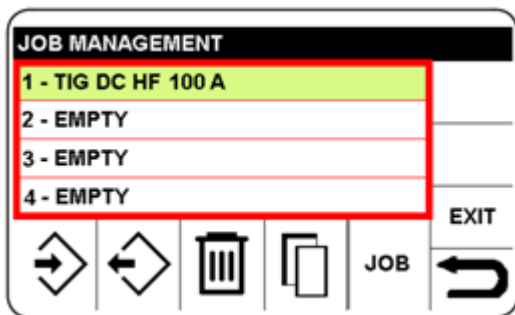 JOB MANAGEMENT
1 - TIG DC HF 100 A
2 - EMPTY
3 - EMPTY
4 - EMPTY
EXIT
JOB